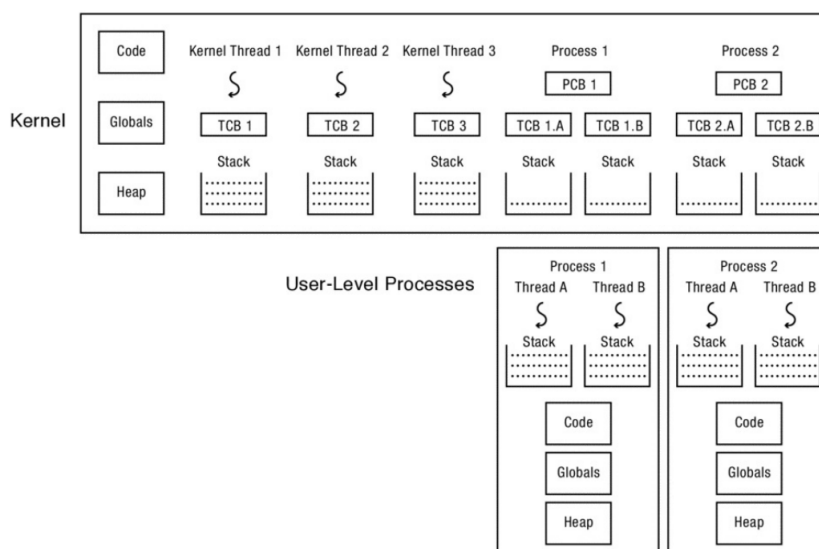 Kernel
Code
Globals
Heap
Kernel Thread 1 Kernel Thread 2 Kernel Thread 3 Process 1 Process 2
PCB 1 PCB 2
TCB 1 TCB 2 TCB 3 TCB 1.A TCB 1.B TCB 2.A TCB 2.B
Stack Stack Stack Stack Stack Stack Stack
User-Level Processes
Process 1
Thread A Thread B
Stack Stack
Code
Globals
Heap
Process 2
Thread A Thread B
Stack Stack
Code
Globals
Heap